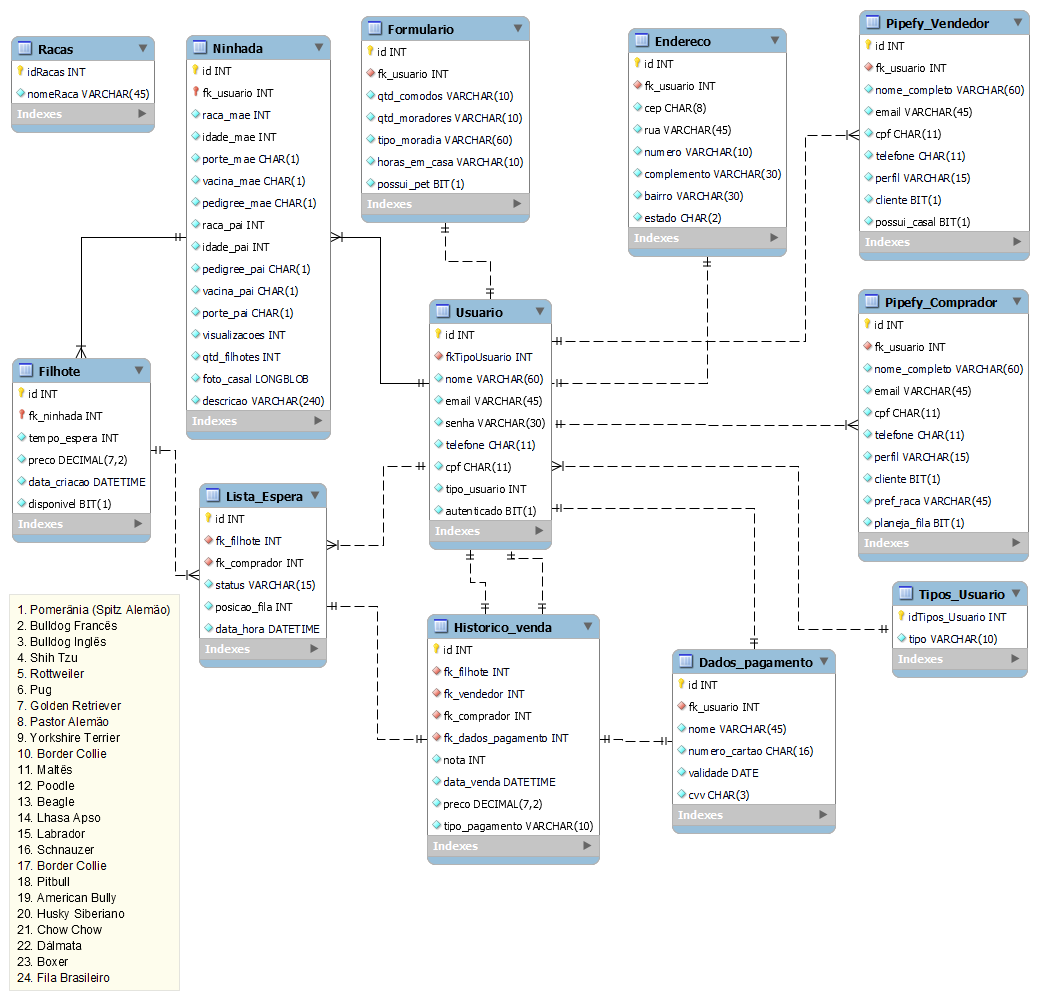 Racas
idRacas INT
nomeRaca VARCHAR(45)
Indexes
Ninhada
id INT
fk_usuario INT
raca_mae INT
idade_mae INT
porte_mae CHAR(1)
vacina_mae CHAR(1)
pedigree_mae CHAR(1)
raca_pai INT
idade_pai INT
pedigree_pai CHAR(1)
vacina_pai CHAR(1)
porte_pai CHAR(1)
visualizacoes INT
qtd_filhotes INT
foto_casal LONGBLOB
descricao VARCHAR(240)
Indexes
Formulario
id INT
fk_usuario INT
qtd_comodos VARCHAR(10)
qtd_moradores VARCHAR(10)
tipo_moradia VARCHAR(60)
horas_em_casa VARCHAR(10)
possui_pet BIT(1)
Indexes
Endereco
id INT
fk_usuario INT
cep CHAR(8)
rua VARCHAR(45)
numero VARCHAR(10)
complemento VARCHAR(30)
bairro VARCHAR(30)
estado CHAR(2)
Indexes
Pipefy_Vendedor
id INT
fk_usuario INT
nome_completo VARCHAR(60)
email VARCHAR(45)
cpf CHAR(11)
telefone CHAR(11)
perfil VARCHAR(15)
cliente BIT(1)
possui_casal BIT(1)
Indexes
Usuario
id INT
fkTipoUsuario INT
nome VARCHAR(60)
email VARCHAR(45)
senha VARCHAR(30)
telefone CHAR(11)
cpf CHAR(11)
tipo_usuario INT
autenticado BIT(1)
Indexes
Pipefy_Comprador
id INT
fk_usuario INT
nome_completo VARCHAR(60)
email VARCHAR(45)
cpf CHAR(11)
telefone CHAR(11)
perfil VARCHAR(15)
cliente BIT(1)
pref_raca VARCHAR(45)
planeja_fila BIT(1)
Indexes
Filhote
id INT
fk_ninhada INT
tempo_espera INT
preco DECIMAL(7,2)
data_criacao DATETIME
disponivel BIT(1)
Indexes
Lista_Espera
id INT
fk_filhote INT
fk_comprador INT
status VARCHAR(15)
posicao_fila INT
data_hora DATETIME
Indexes
Historico_venda
id INT
fk_filhote INT
fk_vendedor INT
fk_comprador INT
fk_dados_pagamento INT
nota INT
data_venda DATETIME
preco DECIMAL(7,2)
tipo_pagamento VARCHAR(10)
Indexes
Dados_pagamento
id INT
fk_usuario INT
nome VARCHAR(45)
numero_cartao CHAR(16)
validade DATE
cvv CHAR(3)
Indexes
Tipos_Usuario
idTipos_Usuario INT
tipo VARCHAR(10)
Indexes
1. Pomerânia (Spitz Alemão)
2. Bulldog Francês
3. Bulldog Inglês
4. Shih Tzu
5. Rottweiler
6. Pug
7. Golden Retriever
8. Pastor Alemão
9. Yorkshire Terrier
10. Border Collie
11. Maltês
12. Poodle
13. Beagle
14. Lhasa Apso
15. Labrador
16. Schnauzer
17. Border Collie
18. Pitbull
19. American Bully
20. Husky Siberiano
21. Chow Chow
22. Dálmata
23. Boxer
24. Fila Brasileiro